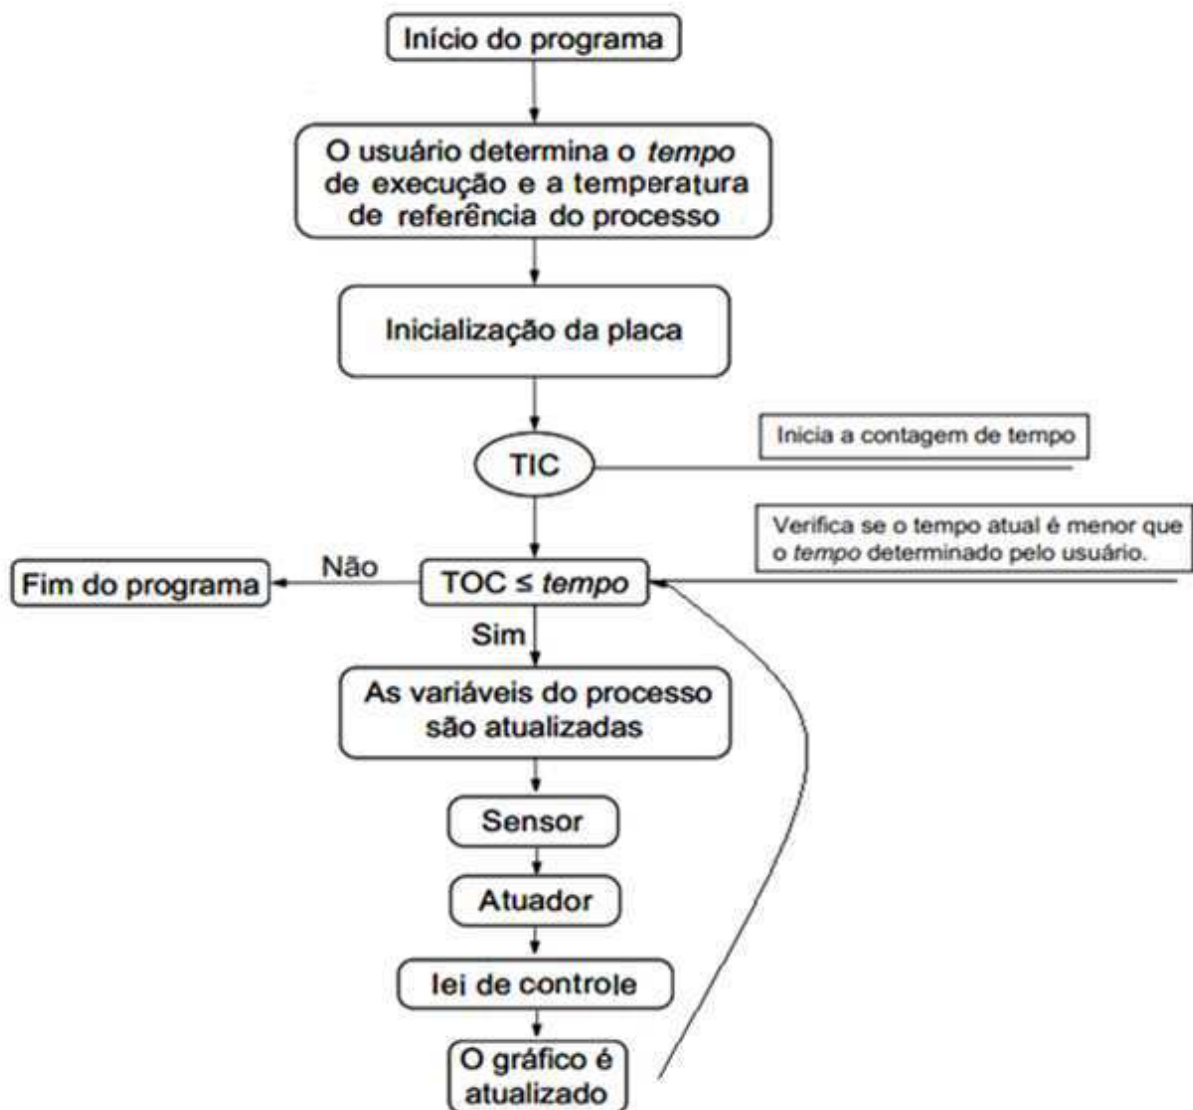 Início do programa
O usuário determina o tempo
de execução e a temperatura
de referência do processo
Inicialização da placa
TIC
Inicia a contagem de tempo
Verifica se o tempo atual é menor que
o tempo determinado pelo usuário.
TOC ≤ tempo
Não
Fim do programa
Sim
As variáveis do processo
são atualizadas
Sensor
Atuador
lei de controle
O gráfico é
atualizado